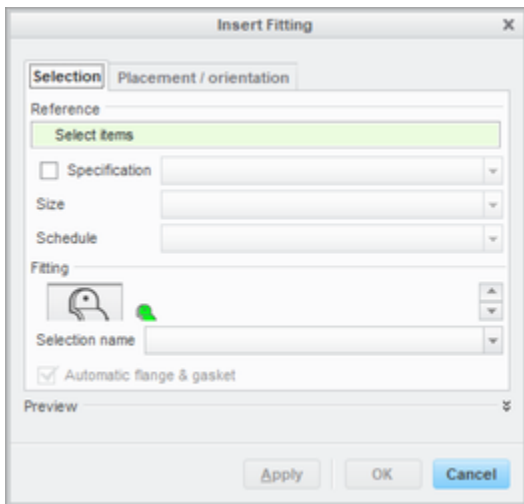 Insert Fitting
Selection Placement / orientation
Reference
Select items
Specification
Size
Schedule
Fitting
Selection name
Automatic flange & gasket
Preview
Apply OK Cancel